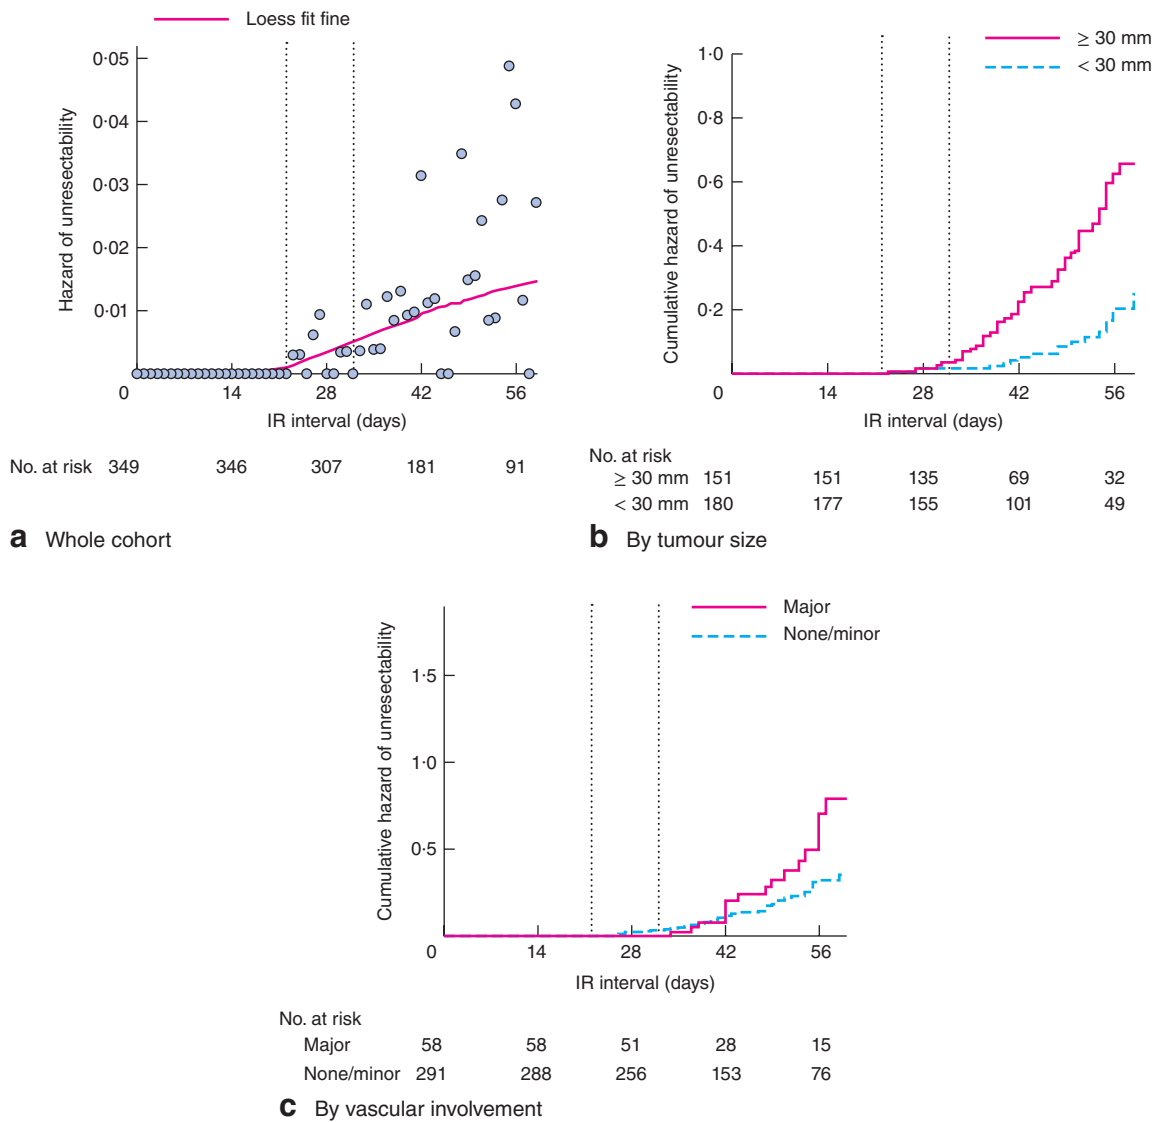 Loess fit fine
0·05
0·04
0·03
0·02
0·01
Hazard of unresectability
0 14 28 42 56
IR interval (days)
No. at risk 349 346 307 181 91
a Whole cohort
≥ 30 mm
< 30 mm
1·0
0·8
0·6
0·4
0·2
0
Cumulative hazard of unresectability
0 14 28 42 56
IR interval (days)
No. at risk
≥ 30 mm 151 151 135 69 32
< 30 mm 180 177 155 101 49
b By tumour size
Major
None/minor
1·5
1·0
0·5
Cumulative hazard of unresectability
0 14 28 42 56
IR interval (days)
No. at risk
Major 58 58 51 28 15
None/minor 291 288 256 153 76
c By vascular involvement